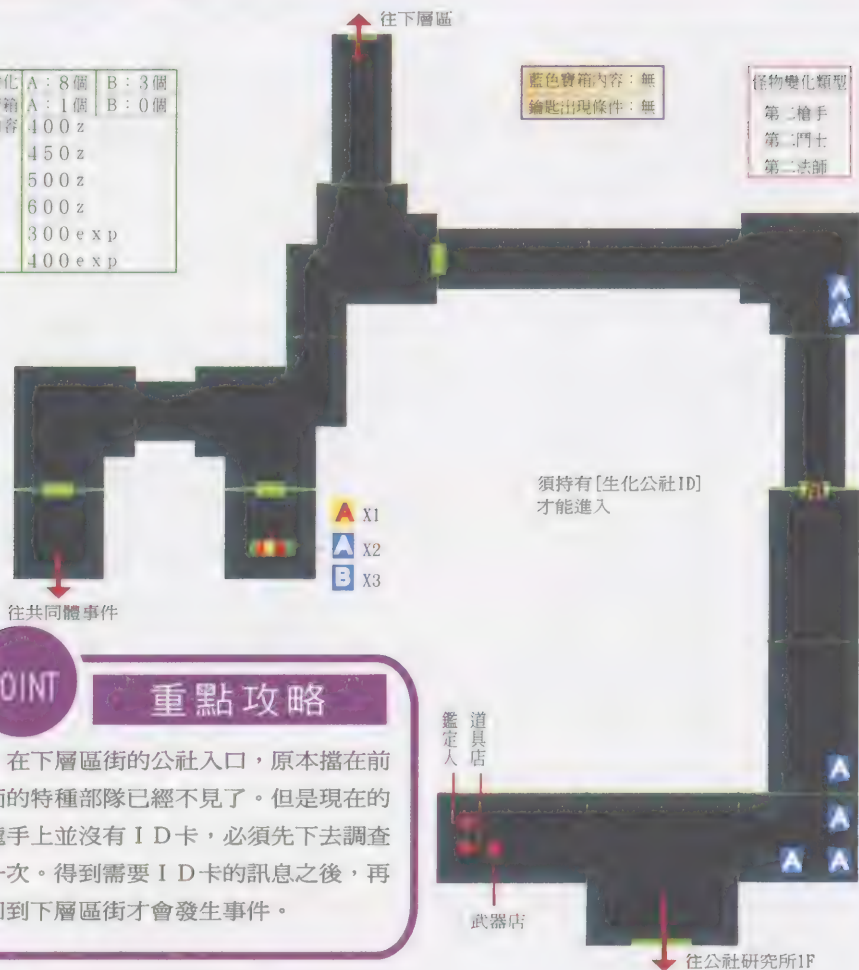 往下層區
化 A：8個 B：3個
箱 A：1個 B：0個
容 400z
450z
500z
600z
300exp
400exp
藍色寶箱內容：無
鑰匙出現條件：無
怪物變化類型
第二槍手
第二鬥士
第二法師
A
A
須持有[生化公社ID]
才能進入
A X1
A X2
B X3
往共同體事件
OINT
重點攻略
在下層區街的公社入口，原本擋在前
面的特種部隊已經不見了。但是現在的
手上並沒有ID卡，必須先下去調查
一次。得到需要ID卡的訊息之後，再
回到下層區街才會發生事件。
鑑定人
道具店
武器店
A
A
A
A
往公社研究所1F